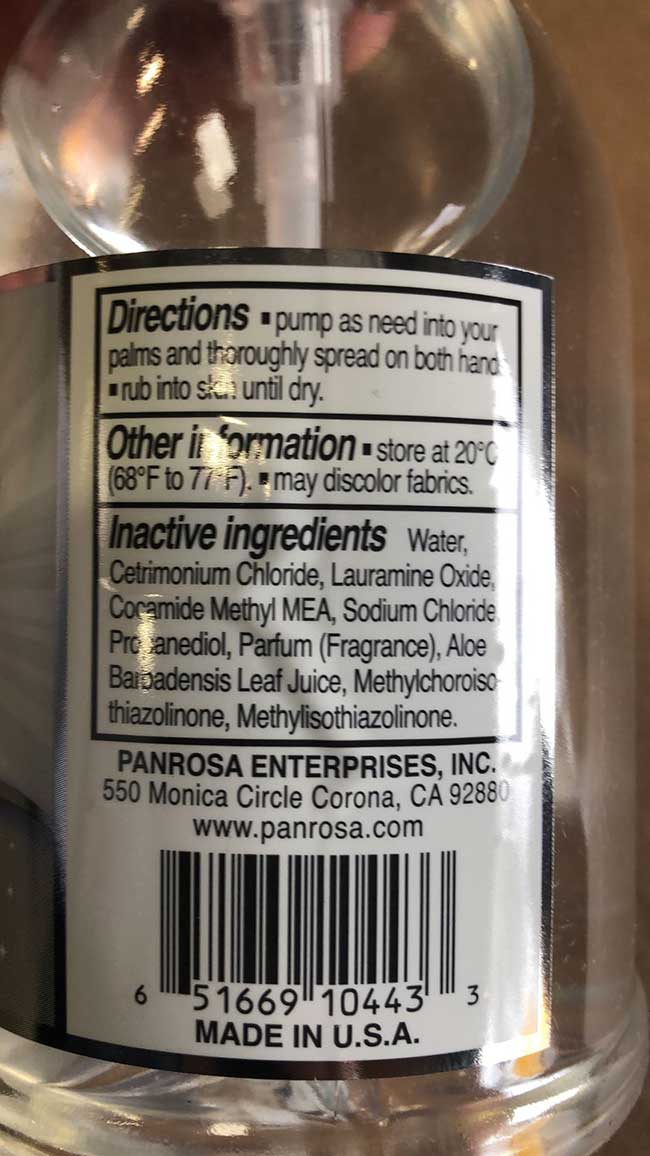 Directions ▪ pump as need into your
palms and thoroughly spread on both hand
▪ rub into skin until dry.
Other information ▪ store at 20°C
(68°F to 77°F). ▪ may discolor fabrics.
Inactive ingredients Water,
Cetrimonium Chloride, Lauramine Oxide,
Cocamide Methyl MEA, Sodium Chloride,
Propanediol, Parfum (Fragrance), Aloe
Barbadensis Leaf Juice, Methylchoroiso-
thiazolinone, Methylisothiazolinone.
PANROSA ENTERPRISES, INC.
550 Monica Circle Corona, CA 92880
www.panrosa.com
6 51669 10443 3
MADE IN U.S.A.